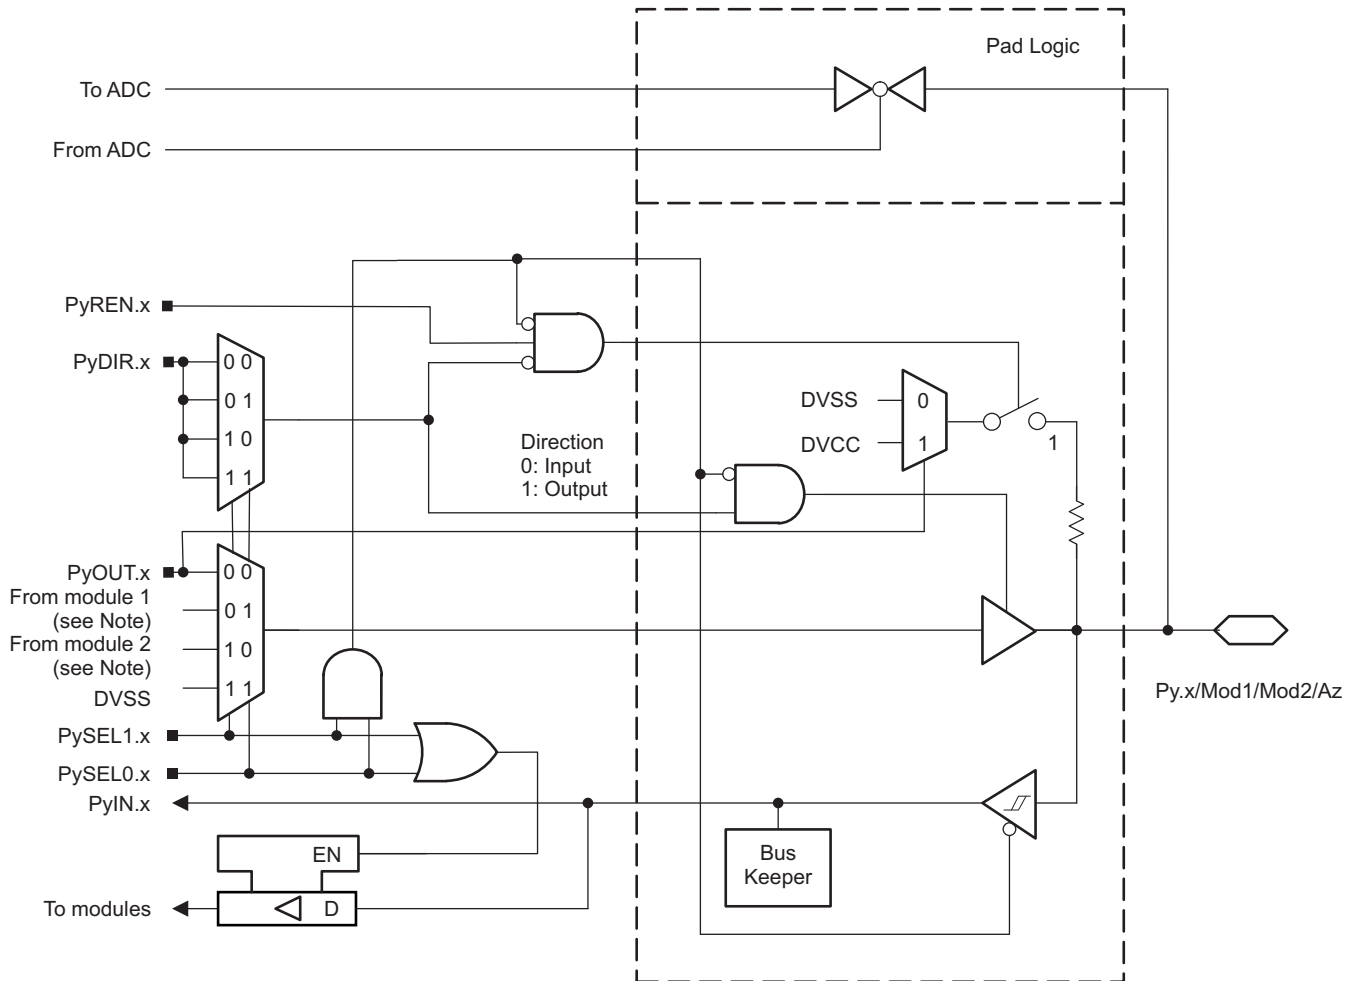 Pad Logic
To ADC
From ADC
PyREN.x
PyDIR.x
0 0
0 1
1 0
1 1
Direction
0: Input
1: Output
DVSS
0
DVCC
1
1
PyOUT.x
0 0
From module 1
(see Note)
0 1
From module 2
(see Note)
1 0
DVSS
1 1
Py.x/Mod1/Mod2/Az
PySEL1.x
PySEL0.x
PyIN.x
EN
Bus
Keeper
To modules
D